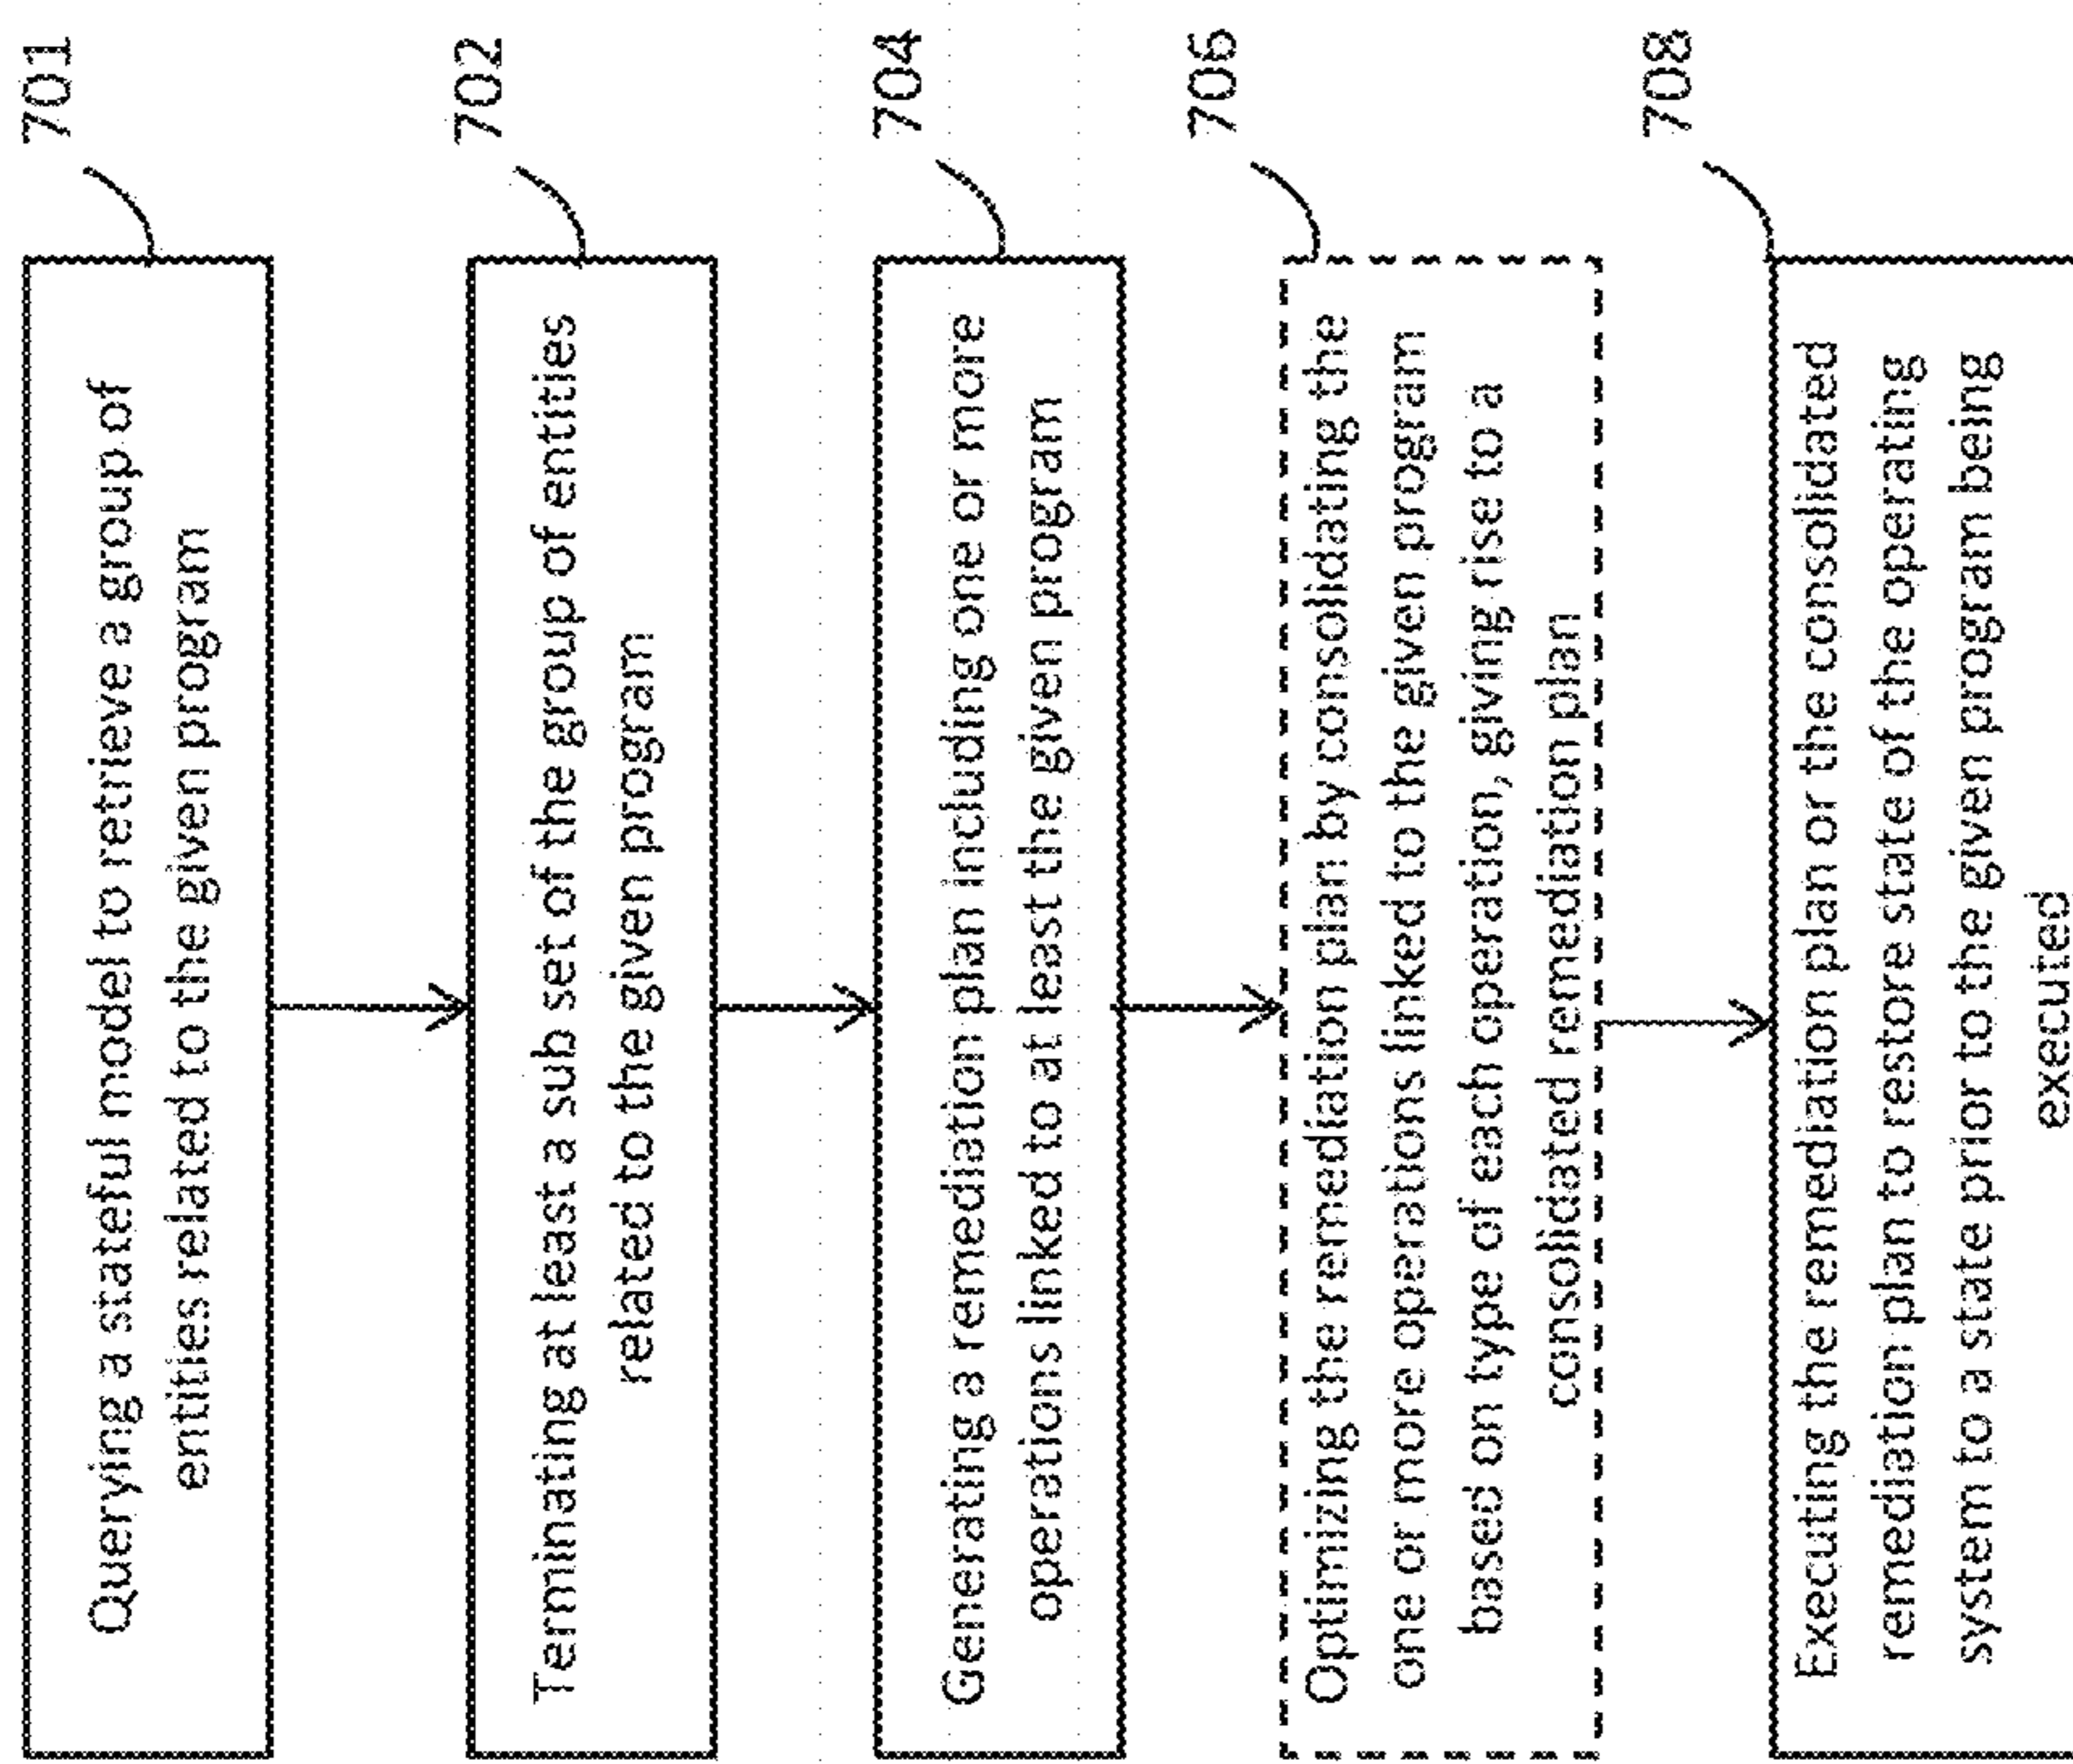 701
Querying a stateful model to retrieve a group of
entities related to the given program
702
Terminating at least a sub set of the group of entities
related to the given program
704
Generating a remediation plan including one or more
operations linked to at least the given program
706
Optimizing the remediation plan by consolidating the
one or more operations linked to the given program
based on type of each operation, giving rise to a
consolidated remediation plan
708
Executing the remediation plan or the consolidated
remediation plan to restore state of the operating
system to a state prior to the given program being
executed